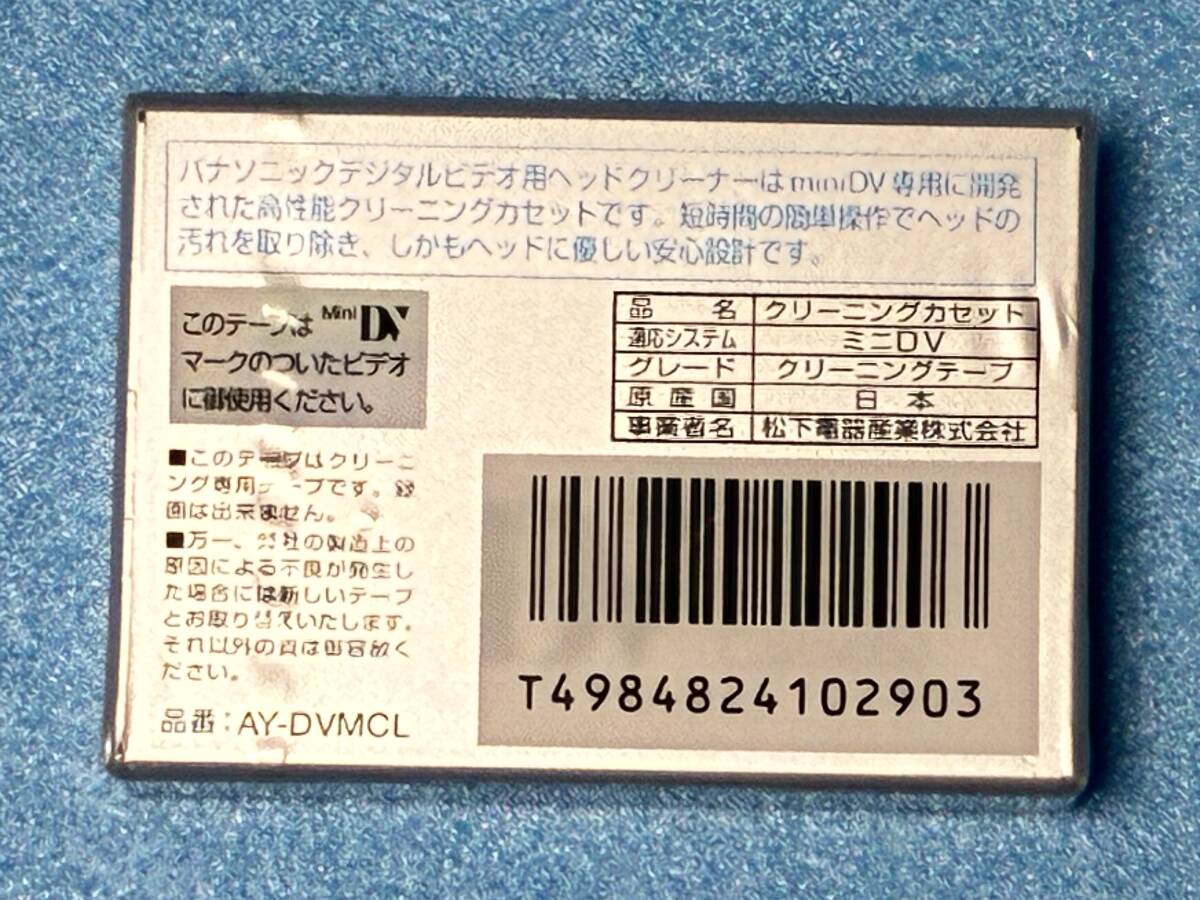 パナソニックデジタルビデオ用ヘッドクリーナーはminiDV専用に開発
された高性能クリーニングカセットです。短時間の簡単操作でヘッドの
汚れを取り除き、しかもヘッドに優しい安心設計です。
このテープは Mini DV
マークのついたビデオ
に御使用ください。
品名 クリーニングカセット
適応システム ミニDV
グレード クリーニングテープ
原産国 日本
事業者名 松下電器産業株式会社
■このテープはクリーニ
ング専用テープです。録
画は出来ません。
■万一、当社の製造上の
原因による不良が発生し
た場合には新しいテープ
とお取り替えいたします。
それ以外の責は御容赦く
ださい。
品番:AY-DVMCL
T4984824102903